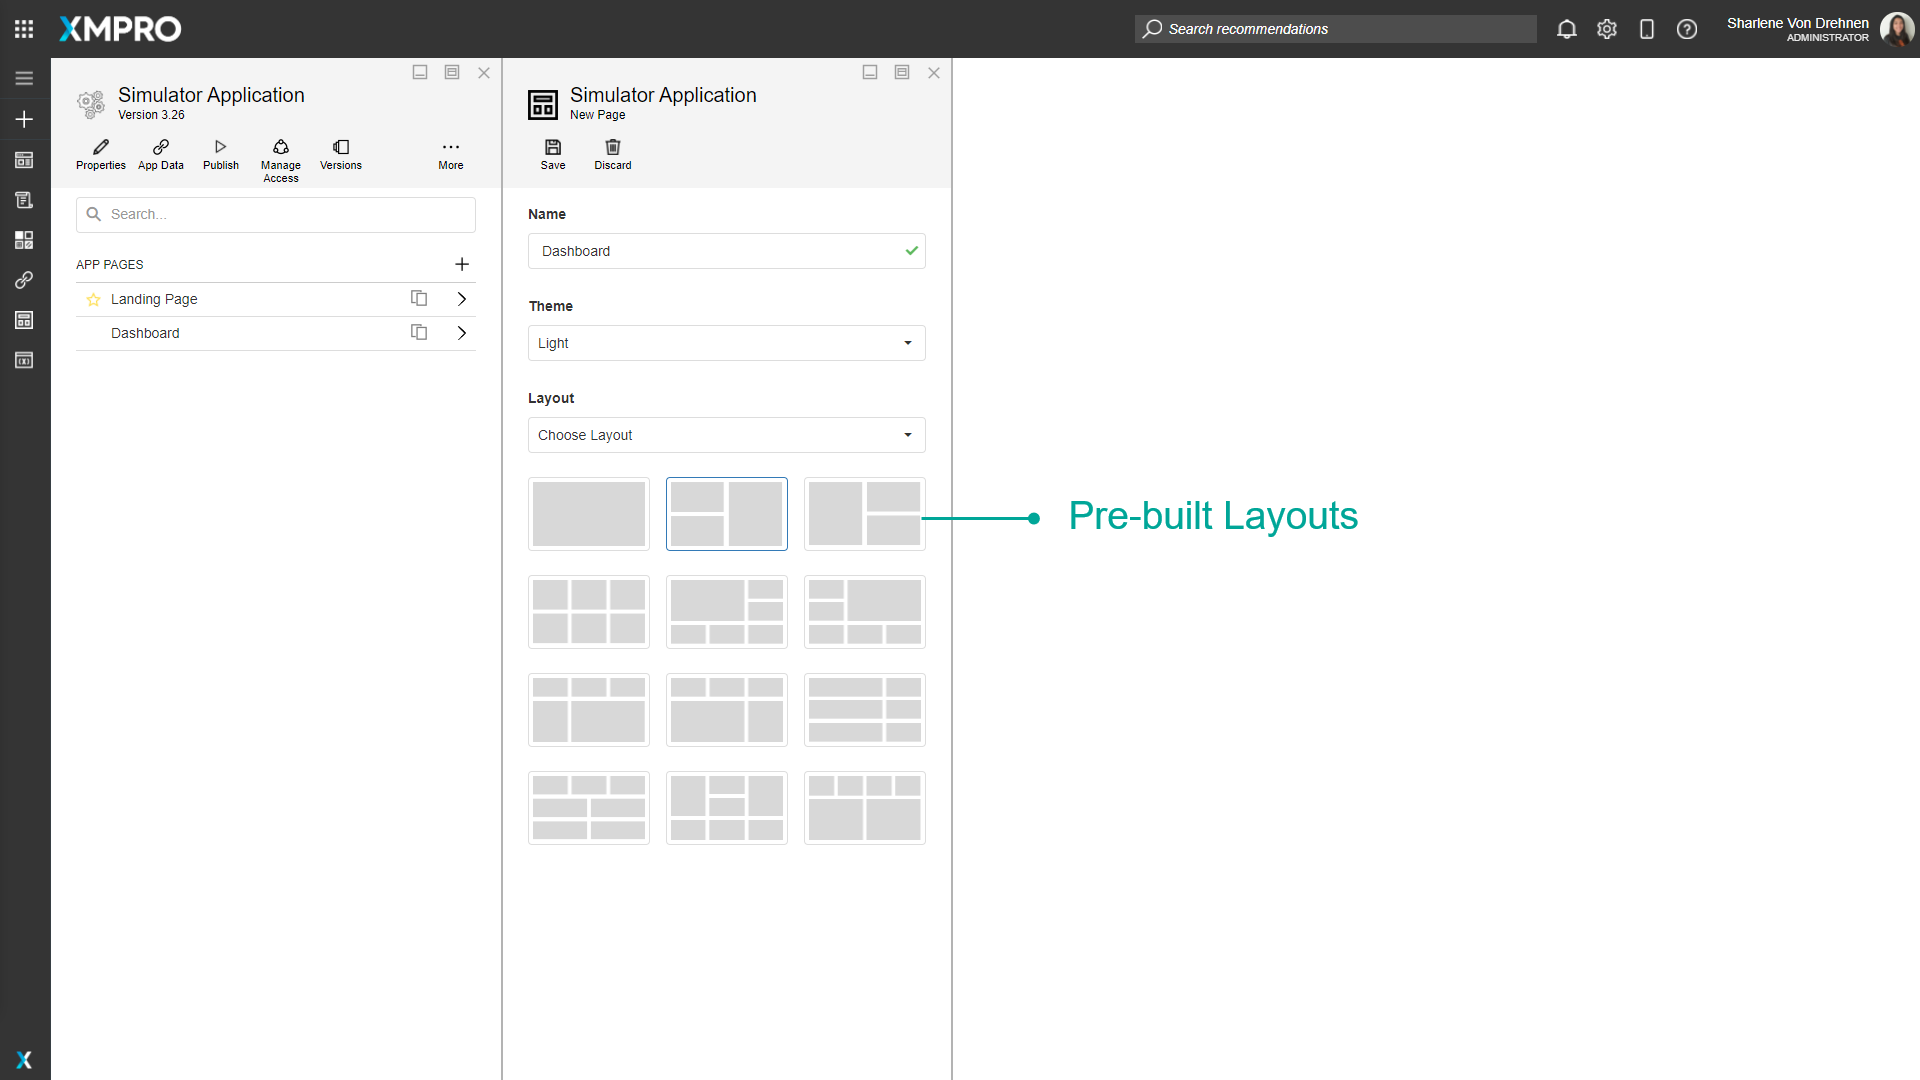 XMPRO
Search recommendations
Sharlene Von Drehnen
ADMINISTRATOR
Simulator Application
Version 3.26
Properties
App Data
Publish
Manage
Access
Versions
More
Search...
APP PAGES
Landing Page
Dashboard
Simulator Application
New Page
Save
Discard
Name
Dashboard
Theme
Light
Layout
Choose Layout
Pre-built Layouts